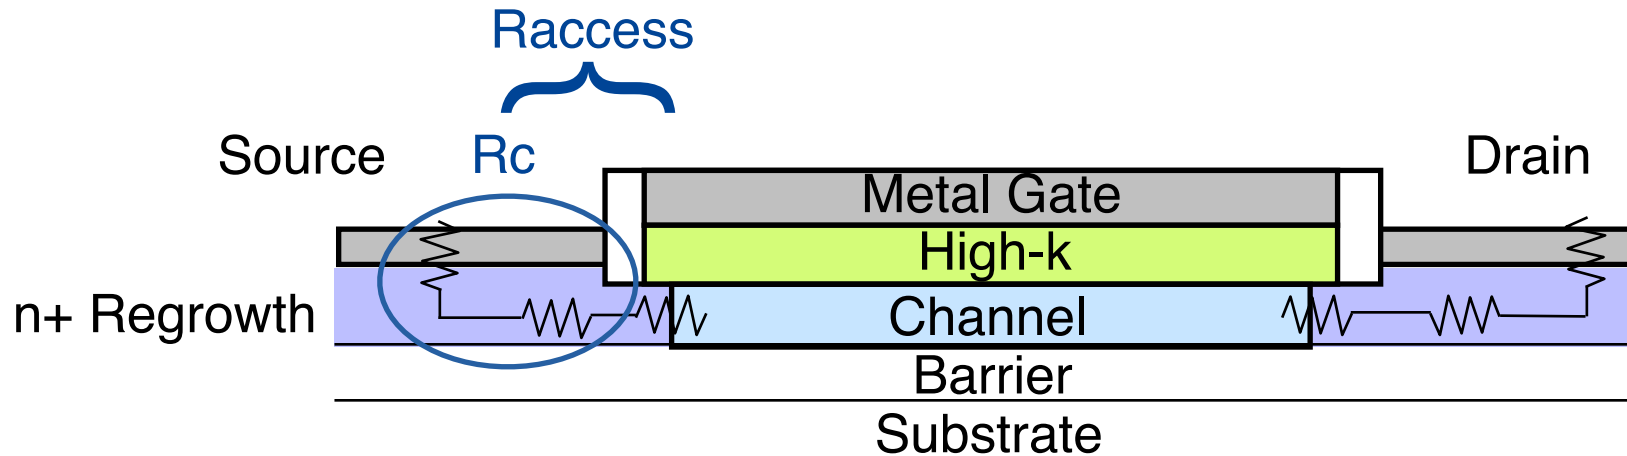 Raccess
Source
Rc
Drain
Metal Gate
High-k
n+ Regrowth
Channel
Barrier
Substrate